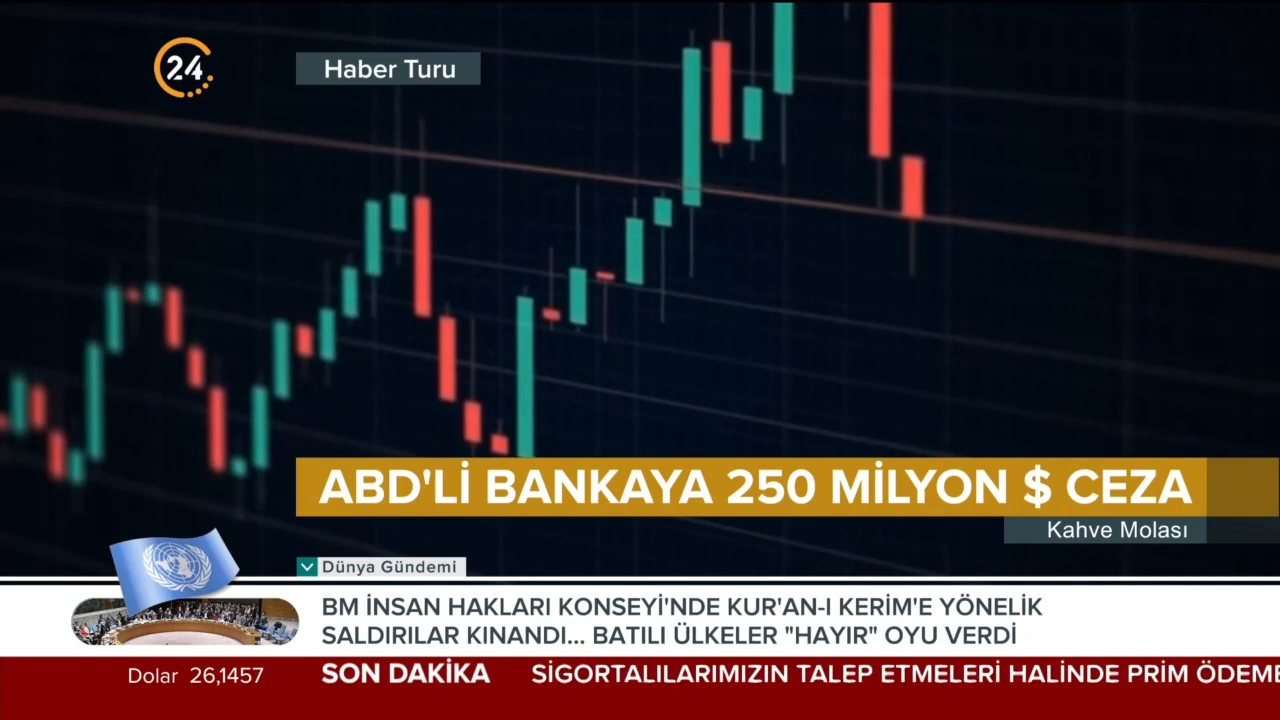 24
Haber Turu
ABD'Lİ BANKAYA 250 MİLYON $ CEZA
Kahve Molası
Dünya Gündemi
BM İNSAN HAKLARI KONSEYİ'NDE KUR'AN-I KERİM'E YÖNELİK
SALDIRILAR KINANDI... BATILI ÜLKELER "HAYIR" OYU VERDİ
Dolar 26,1457
SON DAKİKA
SİGORTALILARIMIZIN TALEP ETMELERİ HALİNDE PRİM ÖDEME